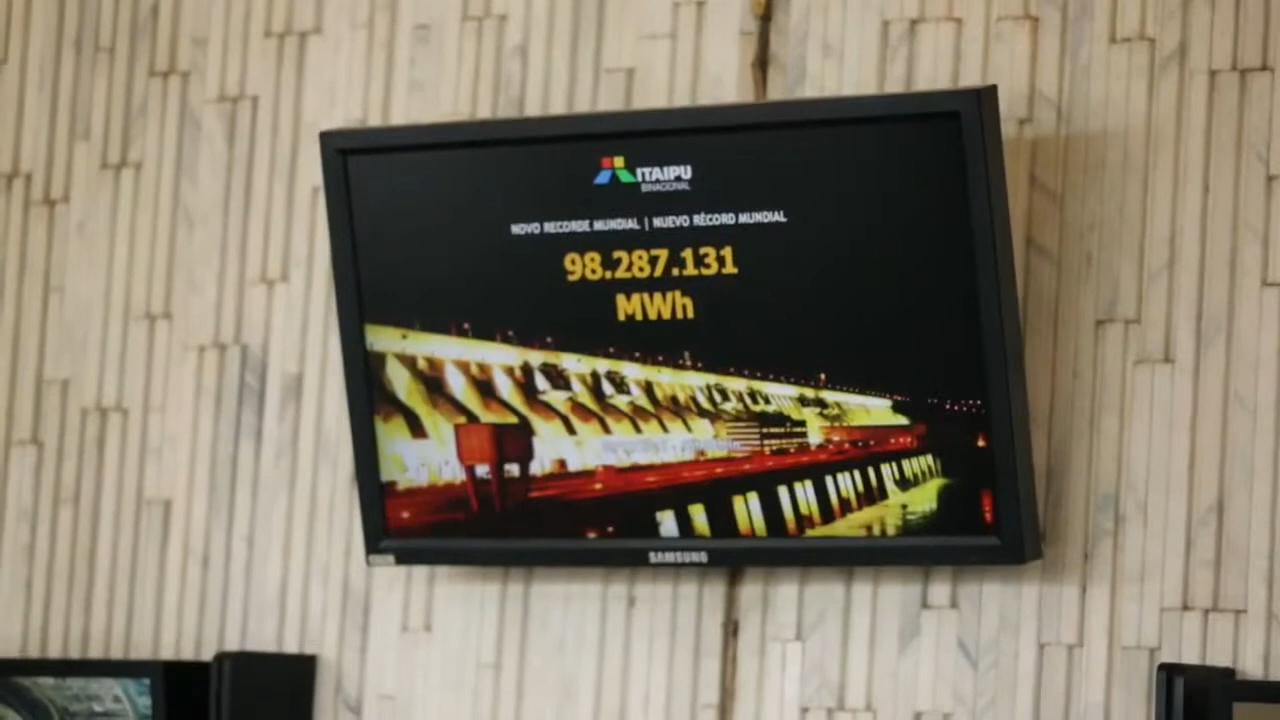 ITAIPU
BINACIONAL
NOVO RECORDE MUNDIAL | NUEVO RÉCORD MUNDIAL
98.287.131
MWh
SAMSUNG